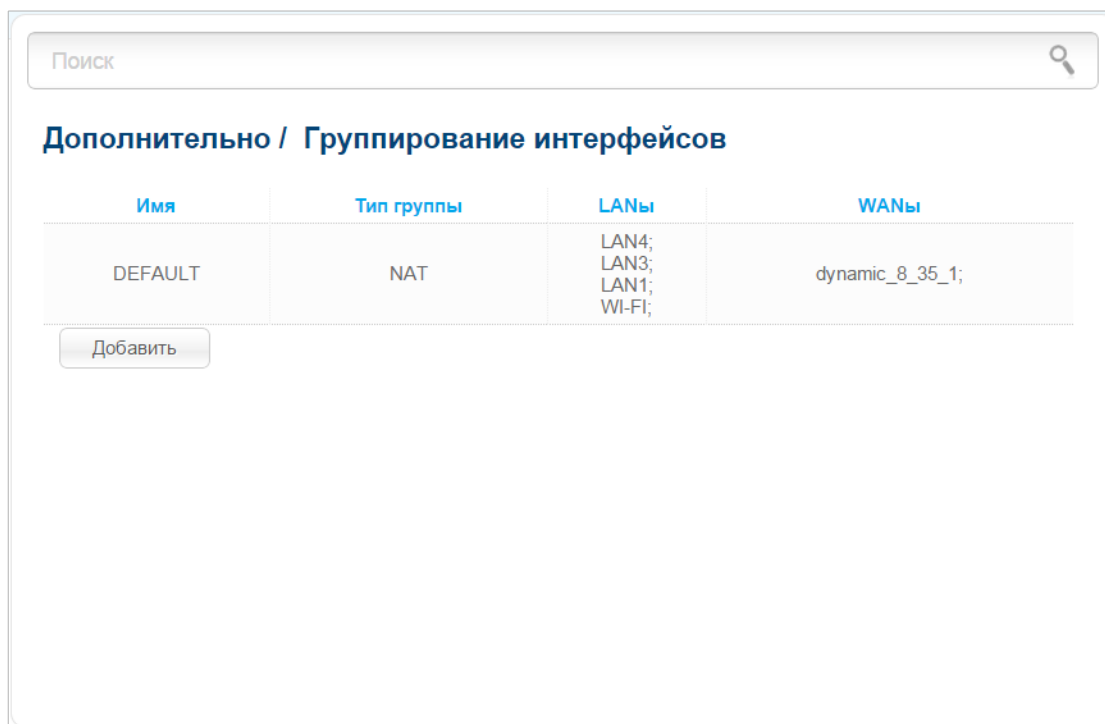 Поиск
Дополнительно / Группирование интерфейсов
Имя Тип группы LANы WANы
DEFAULT NAT LAN4; dynamic_8_35_1;
LAN3;
LAN1;
WI-FI;
Добавить